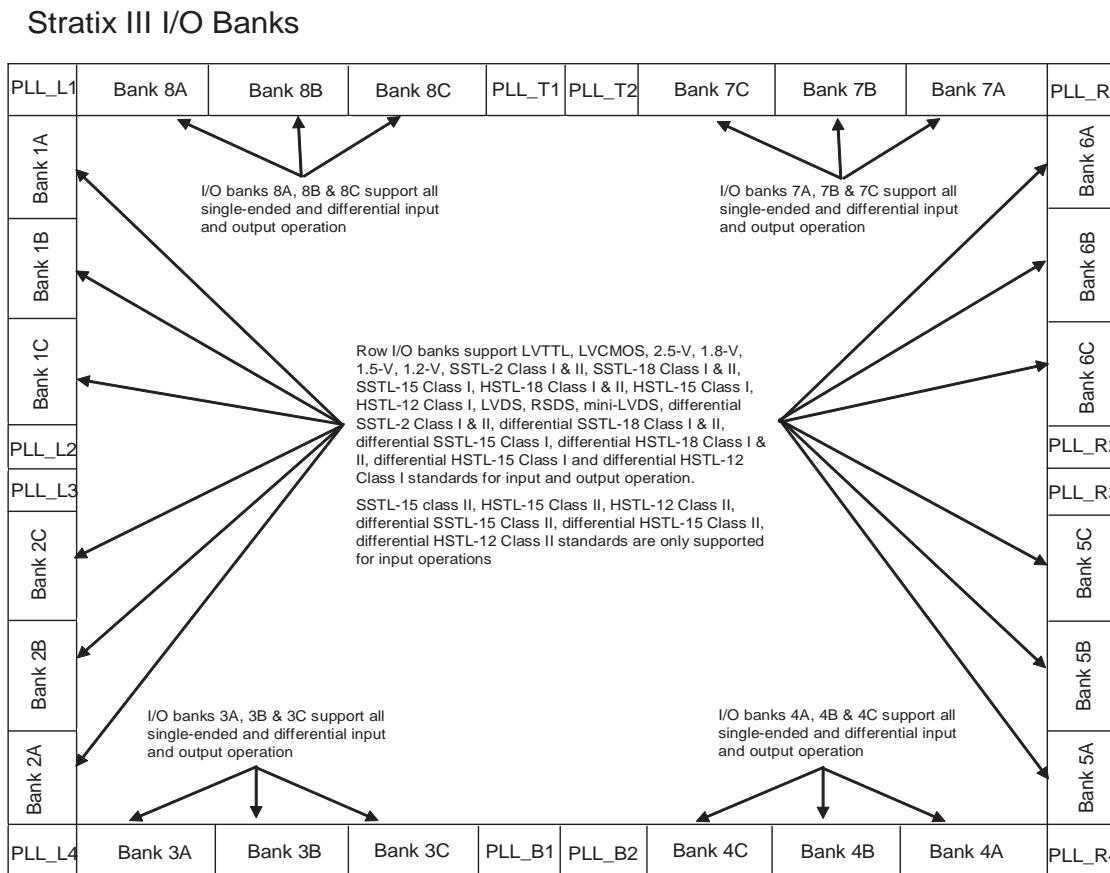 Stratix III I/O Banks
PLL_L1
Bank 8A
Bank 8B
Bank 8C
PLL_T1
PLL_T2
Bank 7C
Bank 7B
Bank 7A
PLL_R
Bank 1A
Bank 1B
Bank 1C
PLL_L2
PLL_L3
Bank 2C
Bank 2B
Bank 2A
I/O banks 8A, 8B & 8C support all
single-ended and differential input
and output operation
I/O banks 7A, 7B & 7C support all
single-ended and differential input
and output operation
Row I/O banks support LVTTL, LVCMOS, 2.5-V, 1.8-V,
1.5-V, 1.2-V, SSTL-2 Class I & II, SSTL-18 Class I & II,
SSTL-15 Class I, HSTL-18 Class I & II, HSTL-15 Class I,
HSTL-12 Class I, LVDS, RSDS, mini-LVDS, differential
SSTL-2 Class I & II, differential SSTL-18 Class I & II,
differential SSTL-15 Class I, differential HSTL-18 Class I &
II, differential HSTL-15 Class I and differential HSTL-12
Class I standards for input and output operation.
SSTL-15 class II, HSTL-15 Class II, HSTL-12 Class II,
differential SSTL-15 Class II, differential HSTL-15 Class II,
differential HSTL-12 Class II standards are only supported
for input operations
I/O banks 3A, 3B & 3C support all
single-ended and differential input
and output operation
I/O banks 4A, 4B & 4C support all
single-ended and differential input
and output operation
Bank 6A
Bank 6B
Bank 6C
PLL_R2
PLL_R3
Bank 5C
Bank 5B
Bank 5A
PLL_L4
Bank 3A
Bank 3B
Bank 3C
PLL_B1
PLL_B2
Bank 4C
Bank 4B
Bank 4A
PLL_R4